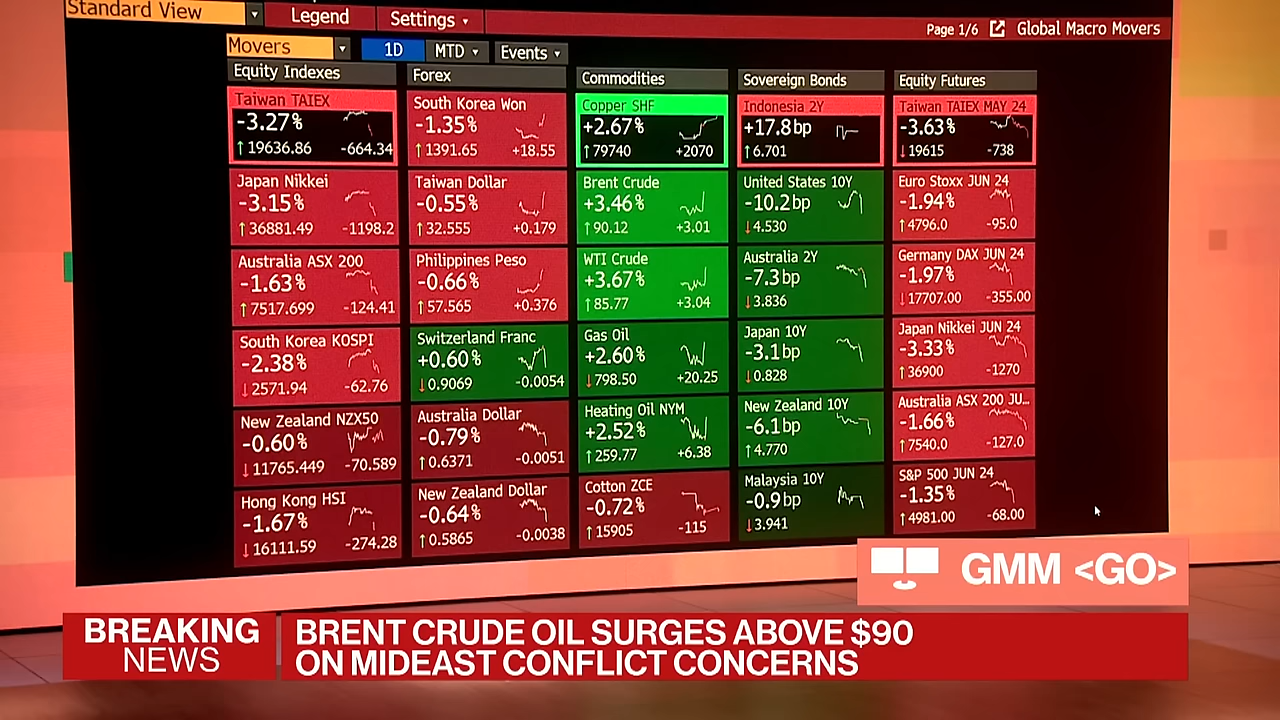 Standard View
Legend
Settings
Page 1/6
Global Macro Movers
Movers
1D
MTD
Events
Equity Indexes
Taiwan TAIEX
-3.27%
↑19636.86 -664.34
Japan Nikkei
-3.15%
↑36881.49 -1198.2
Australia ASX 200
-1.63%
↑7517.699 -124.41
South Korea KOSPI
-2.38%
↓2571.94 -62.76
New Zealand NZX50
-0.60%
↓11765.449 -70.589
Hong Kong HSI
-1.67%
↓16111.59 -274.28
Forex
South Korea Won
-1.35%
↑1391.65 +18.55
Taiwan Dollar
-0.55%
↑32.555 +0.179
Philippines Peso
-0.66%
↑57.565 +0.376
Switzerland Franc
+0.60%
↓0.9069 -0.0054
Australia Dollar
-0.79%
↑0.6371 -0.0051
New Zealand Dollar
-0.64%
↑0.5865 -0.0038
Commodities
Copper SHF
+2.67%
↑79740 +2070
Brent Crude
+3.46%
↑90.12 +3.01
WTI Crude
+3.67%
↑85.77 +3.04
Gas Oil
+2.60%
↓798.50 +20.25
Heating Oil NYM
+2.52%
↑259.77 +6.38
Cotton ZCE
-0.72%
↑15905 -115
Sovereign Bonds
Indonesia 2Y
+17.8bp
↑6.701
United States 10Y
-10.2bp
↓4.530
Australia 2Y
-7.3bp
↓3.836
Japan 10Y
-3.1bp
↓0.828
New Zealand 10Y
-6.1bp
↑4.770
Malaysia 10Y
-0.9bp
↓3.941
Equity Futures
Taiwan TAIEX MAY 24
-3.63%
↓19615 -738
Euro Stoxx JUN 24
-1.94%
↑4796.0 -95.0
Germany DAX JUN 24
-1.97%
↓17707.00 -355.00
Japan Nikkei JUN 24
-3.33%
↑36900 -1270
Australia ASX 200 JU...
-1.66%
↑7540.0 -127.0
S&P 500 JUN 24
-1.35%
↑4981.00 -68.00
GMM <GO>
BREAKING
NEWS
BRENT CRUDE OIL SURGES ABOVE $90
ON MIDEAST CONFLICT CONCERNS